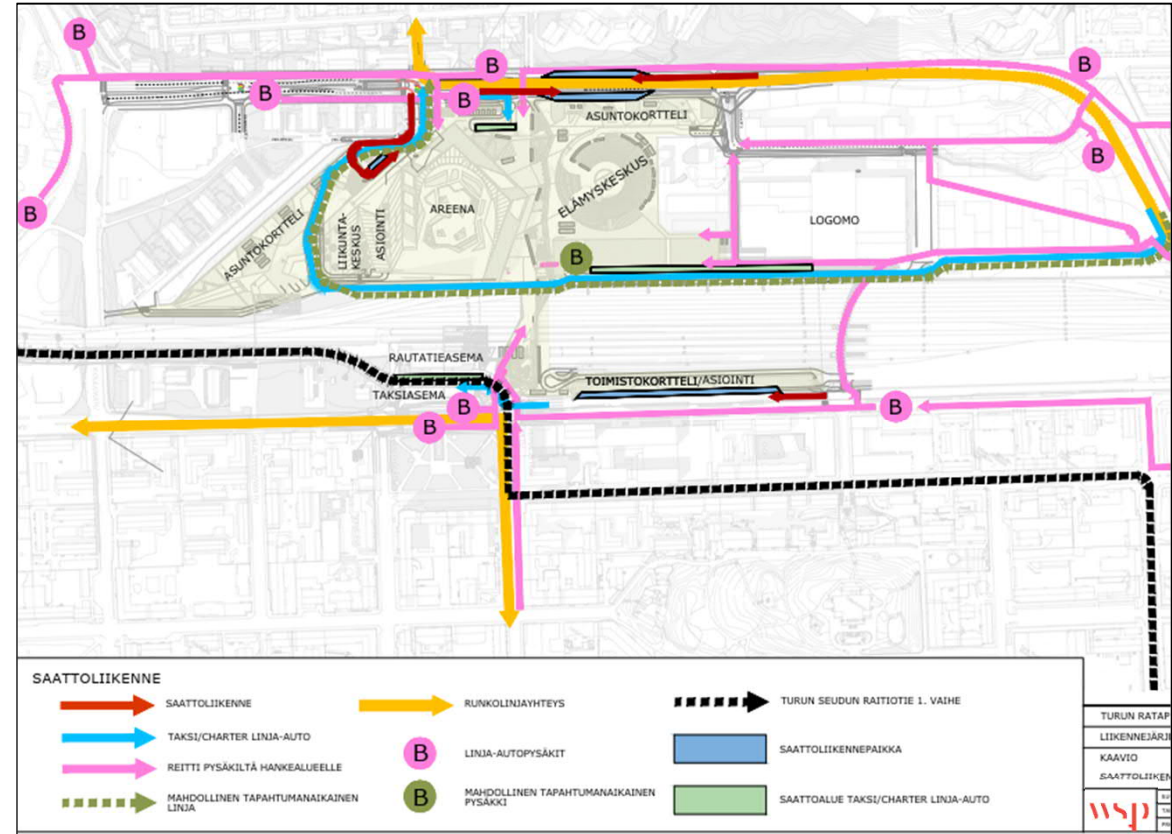 B
B
B
B
B
B
B
ASUNTOKORTTELI
ELÄMYSKESKUS
AREENA
LOGOMO
LIIKUNTA-
KESKUS
ASIOINTI
ASUNTOKORTTELI
B
B
RAUTATIEASEMA
TAKSIASEMA
TOIMISTOKORTTELI/ASIOINTI
B
B
B
SAATTOLIIKENNE
SAATTOLIIKENNE
RUNKOLINJAYHTEYS
TURUN SEUDUN RAITIOTIE 1. VAIHE
TAKSI/CHARTER LINJA-AUTO
B
LINJA-AUTOPYSÄKIT
SAATTOLIIKENNEPAIKKA
REITTI PYSÄKILTÄ HANKEALUEELLE
MAHDOLLINEN TAPAHTUMANAIKAINEN
LINJA
B
MAHDOLLINEN TAPAHTUMANAIKAINEN
PYSÄKKI
SAATTOALUE TAKSI/CHARTER LINJA-AUTO
TURUN RATAP
LIIKENNEJÄRJ
KAAVIO
SAATTOLIIKEN
wsp